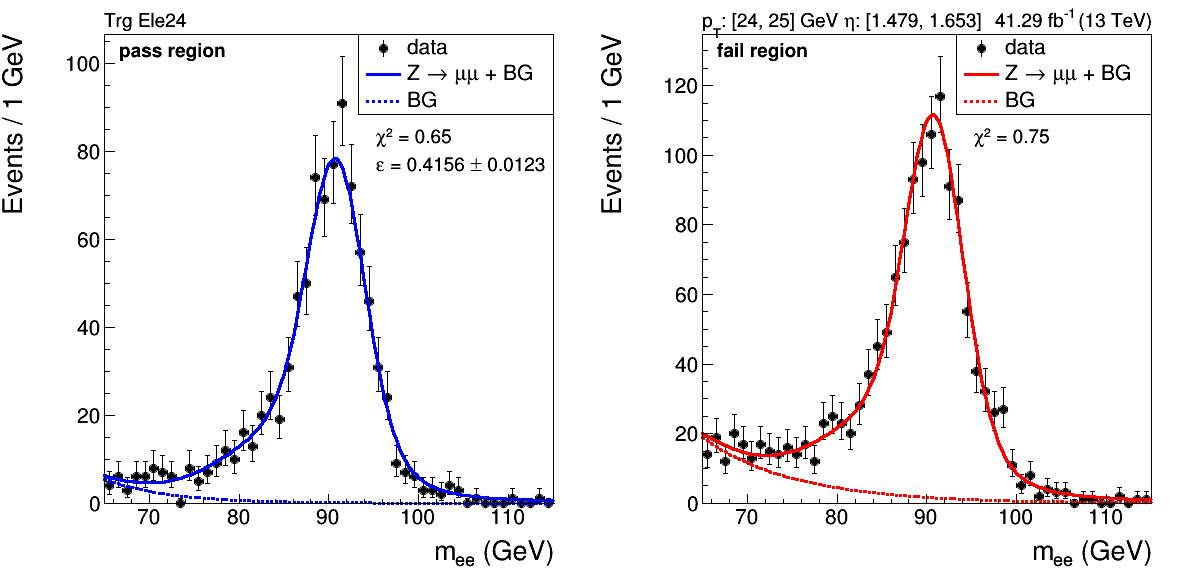 Trg Ele24
pass region
data
Z → μμ + BG
BG
χ² = 0.65
ε = 0.4156 ± 0.0123
Events / 1 GeV
100
80
60
40
20
0
70 80 90 100 110
m_ee (GeV)
p_T: [24, 25] GeV η: [1.479, 1.653] 41.29 fb⁻¹ (13 TeV)
fail region
data
Z → μμ + BG
BG
χ² = 0.75
Events / 1 GeV
120
100
80
60
40
20
0
70 80 90 100 110
m_ee (GeV)